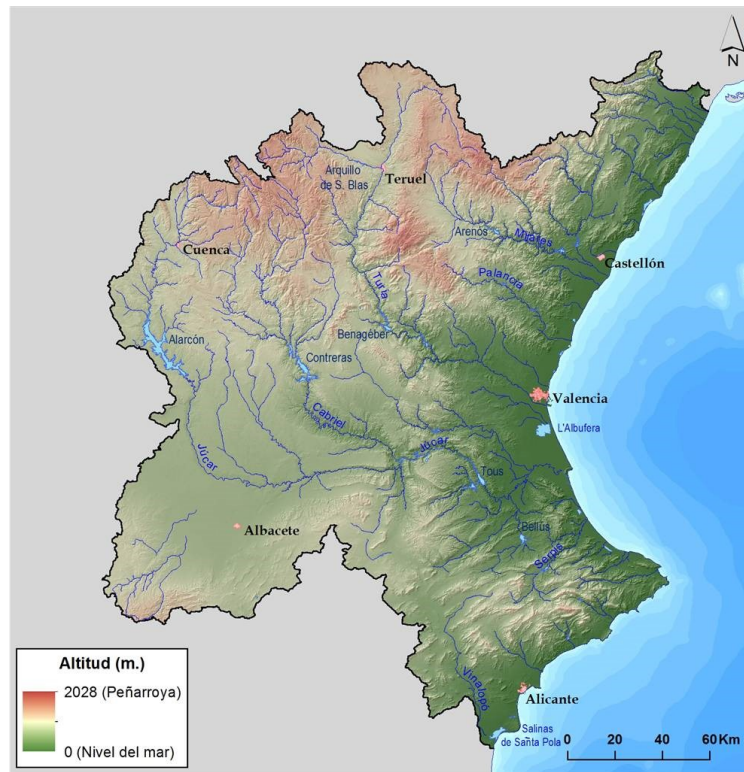 N
Arquillo
de S. Blas
Teruel
Arenós
Mijares
Cuenca
Castellón
Palancia
Turia
Alarcón
Benagéber
Contreras
Valencia
Cabriel
L'Albufera
Júcar
Júcar
Tous
Albacete
Bellús
Serpis
Altitud (m.)
2028 (Peñarroya)
0 (Nivel del mar)
Vinalopó
Alicante
Salinas
de Santa Pola
0 20 40 60 Km